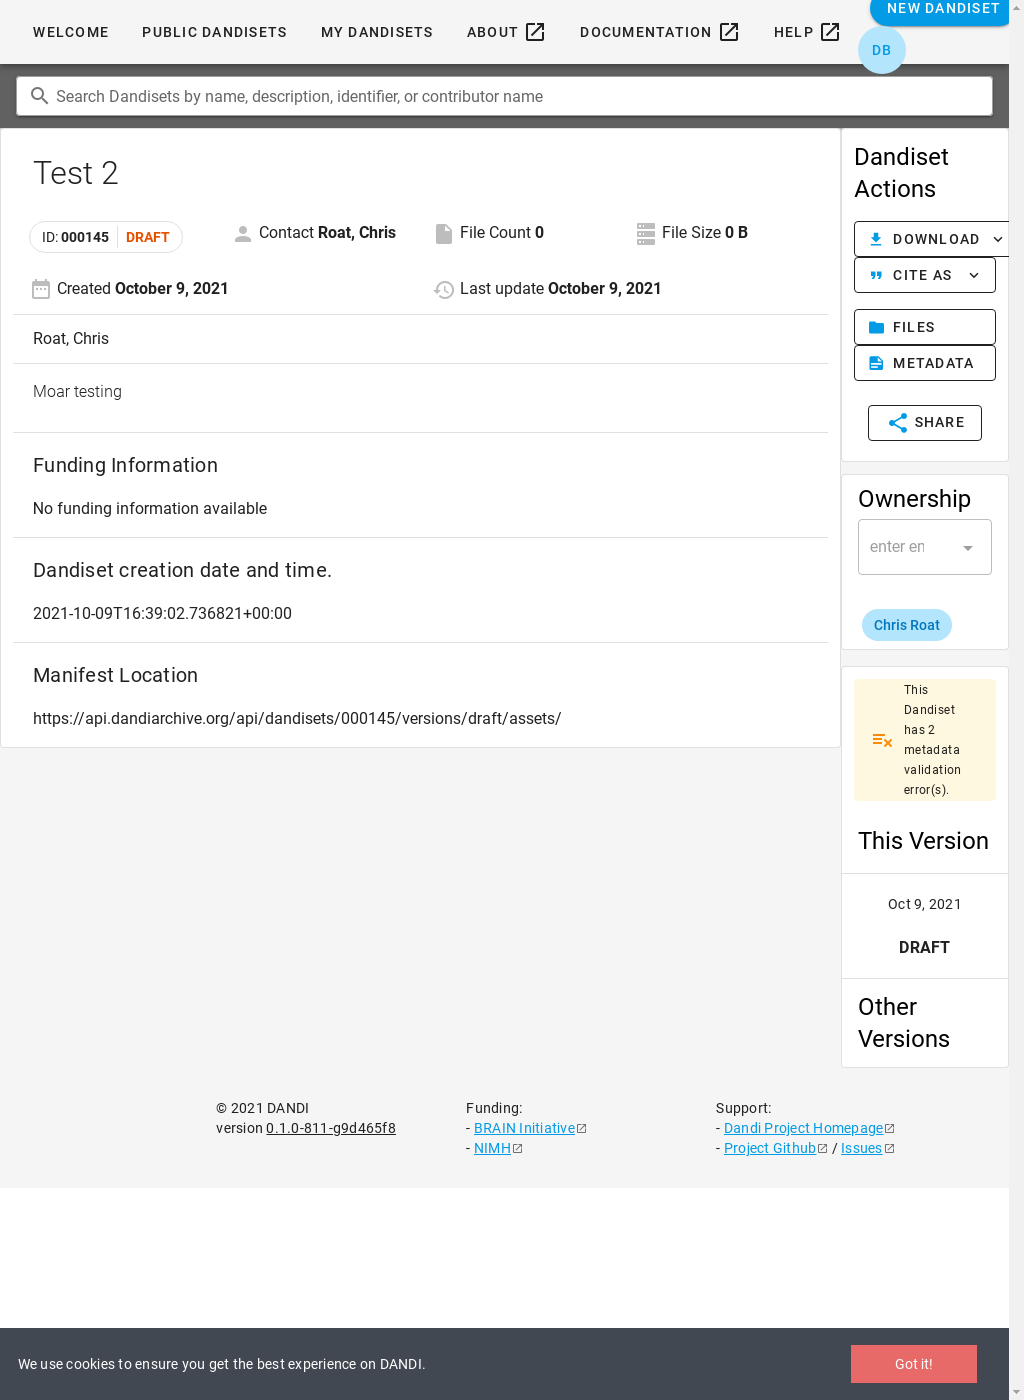 WELCOME PUBLIC DANDISETS MY DANDISETS ABOUT DOCUMENTATION HELP NEW DANDISET
DB
Search Dandisets by name, description, identifier, or contributor name
Test 2
ID: 000145 DRAFT Contact Roat, Chris File Count 0 File Size 0 B
Created October 9, 2021 Last update October 9, 2021
Roat, Chris
Moar testing
Funding Information
No funding information available
Dandiset creation date and time.
2021-10-09T16:39:02.736821+00:00
Manifest Location
https://api.dandiarchive.org/api/dandisets/000145/versions/draft/assets/
Dandiset
Actions
DOWNLOAD
CITE AS
FILES
METADATA
SHARE
Ownership
enter en
Chris Roat
This
Dandiset
has 2
metadata
validation
error(s).
This Version
Oct 9, 2021
DRAFT
Other
Versions
© 2021 DANDI
version 0.1.0-811-g9d465f8
Funding:
- BRAIN Initiative
- NIMH
Support:
- Dandi Project Homepage
- Project Github / Issues
We use cookies to ensure you get the best experience on DANDI.
Got it!